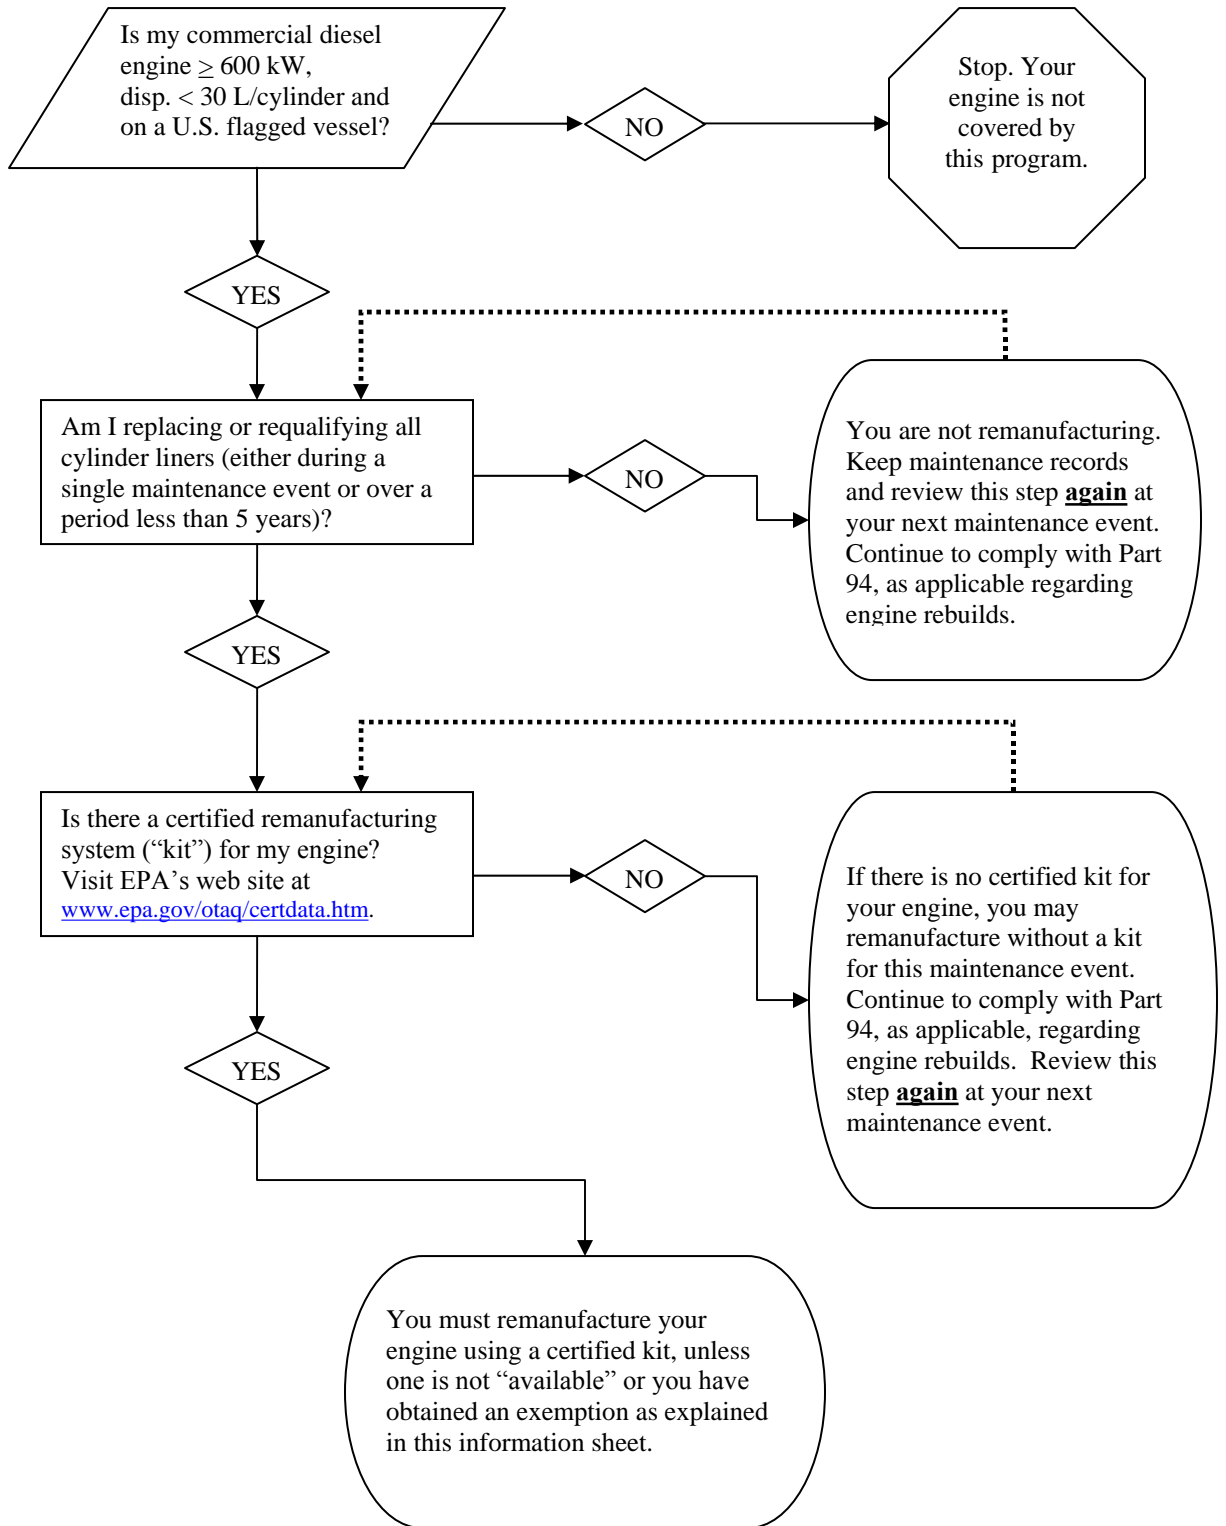 Is my commercial diesel
engine ≥ 600 kW,
disp. < 30 L/cylinder and
on a U.S. flagged vessel?
NO
Stop. Your
engine is not
covered by
this program.
YES
Am I replacing or requalifying all
cylinder liners (either during a
single maintenance event or over a
period less than 5 years)?
NO
You are not remanufacturing.
Keep maintenance records
and review this step again at
your next maintenance event.
Continue to comply with Part
94, as applicable regarding
engine rebuilds.
YES
Is there a certified remanufacturing
system (“kit”) for my engine?
Visit EPA’s web site at
www.epa.gov/otaq/certdata.htm.
NO
If there is no certified kit for
your engine, you may
remanufacture without a kit
for this maintenance event.
Continue to comply with Part
94, as applicable, regarding
engine rebuilds.  Review this
step again at your next
maintenance event.
YES
You must remanufacture your
engine using a certified kit, unless
one is not “available” or you have
obtained an exemption as explained
in this information sheet.